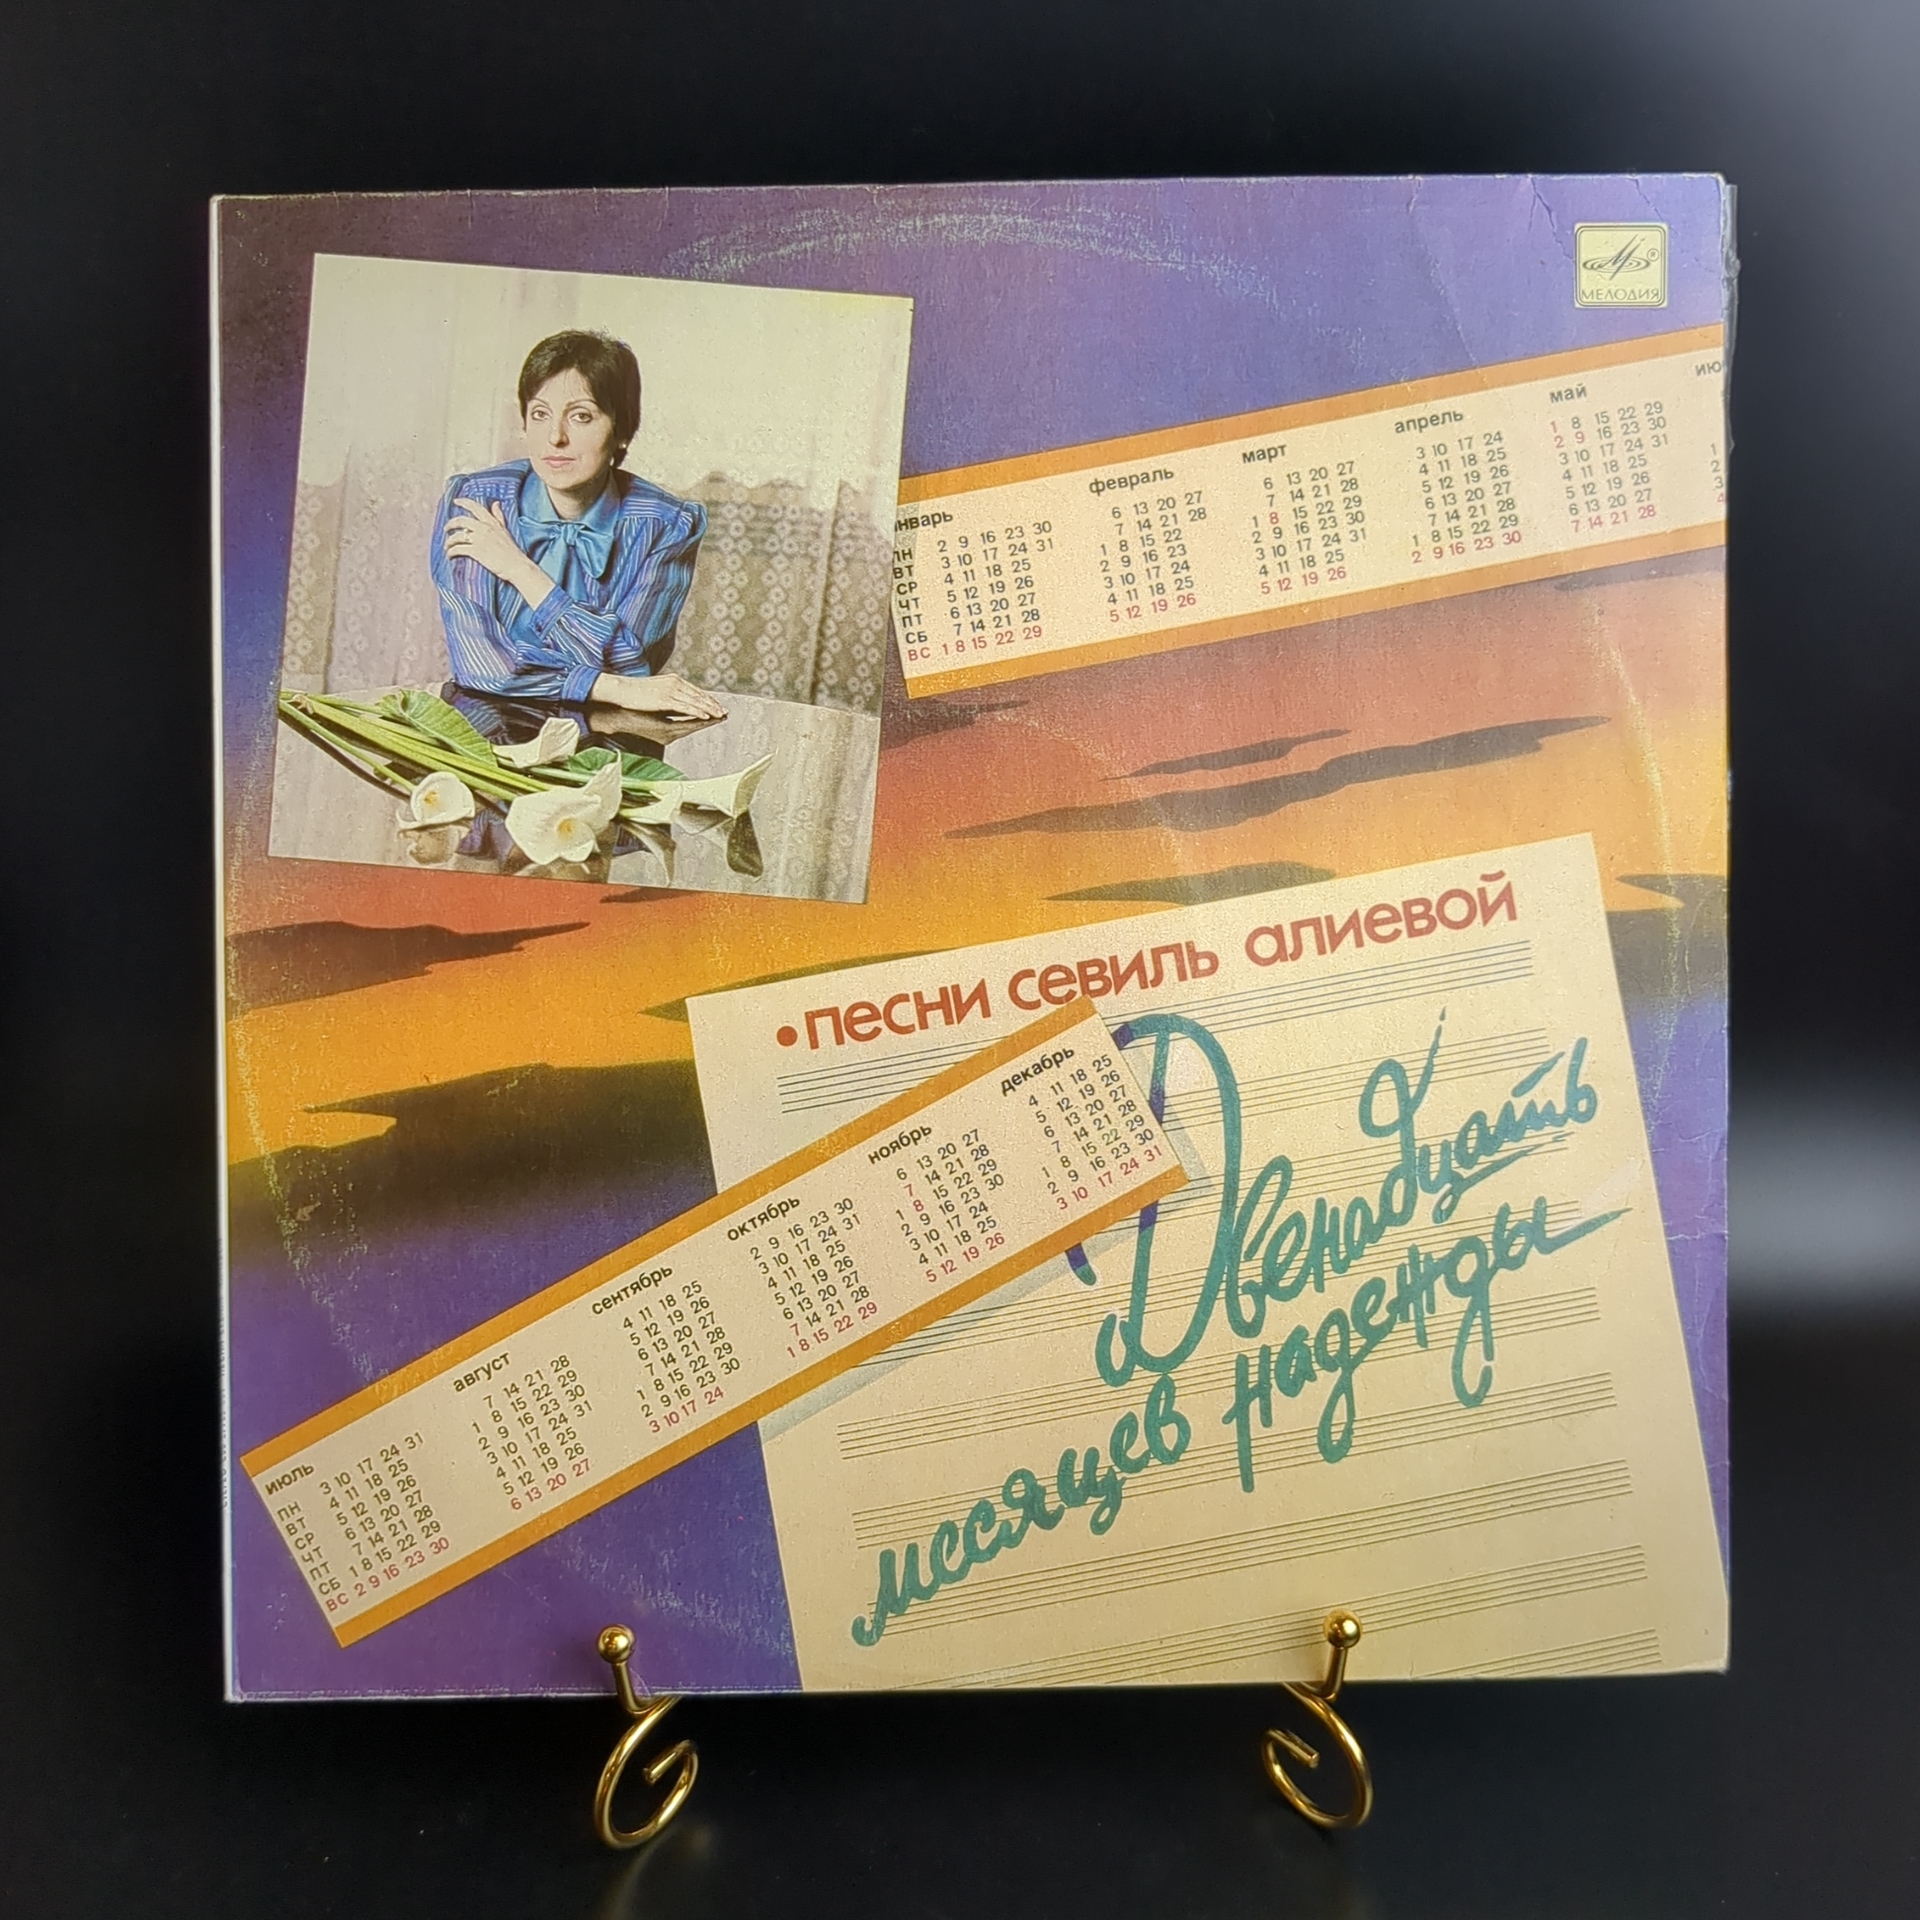 МЕЛОДИЯ
январь февраль март апрель май ию
ПН 2 9 16 23 30 6 13 20 27 6 13 20 27 3 10 17 24 1 8 15 22 29
ВТ 3 10 17 24 31 7 14 21 28 7 14 21 28 4 11 18 25 2 9 16 23 30
СР 4 11 18 25 1 8 15 22 1 8 15 22 29 5 12 19 26 3 10 17 24 31
ЧТ 5 12 19 26 2 9 16 23 2 9 16 23 30 6 13 20 27 4 11 18 25 1
ПТ 6 13 20 27 3 10 17 24 3 10 17 24 31 7 14 21 28 5 12 19 26 2
СБ 7 14 21 28 4 11 18 25 4 11 18 25 1 8 15 22 29 6 13 20 27 3
ВС 1 8 15 22 29 5 12 19 26 5 12 19 26 2 9 16 23 30 7 14 21 28 4
•песни севиль алиевой
Двенадцать
месяцев надежды
июль август сентябрь октябрь ноябрь декабрь
ПН 3 10 17 24 31 7 14 21 28 4 11 18 25 2 9 16 23 30 6 13 20 27 4 11 18 25
ВТ 4 11 18 25 1 8 15 22 29 5 12 19 26 3 10 17 24 31 7 14 21 28 5 12 19 26
СР 5 12 19 26 2 9 16 23 30 6 13 20 27 4 11 18 25 1 8 15 22 29 6 13 20 27
ЧТ 6 13 20 27 3 10 17 24 31 7 14 21 28 5 12 19 26 2 9 16 23 30 7 14 21 28
ПТ 7 14 21 28 4 11 18 25 1 8 15 22 29 6 13 20 27 3 10 17 24 1 8 15 22 29
СБ 1 8 15 22 29 5 12 19 26 2 9 16 23 30 7 14 21 28 4 11 18 25 2 9 16 23 30
ВС 2 9 16 23 30 6 13 20 27 3 10 17 24 1 8 15 22 29 5 12 19 26 3 10 17 24 31